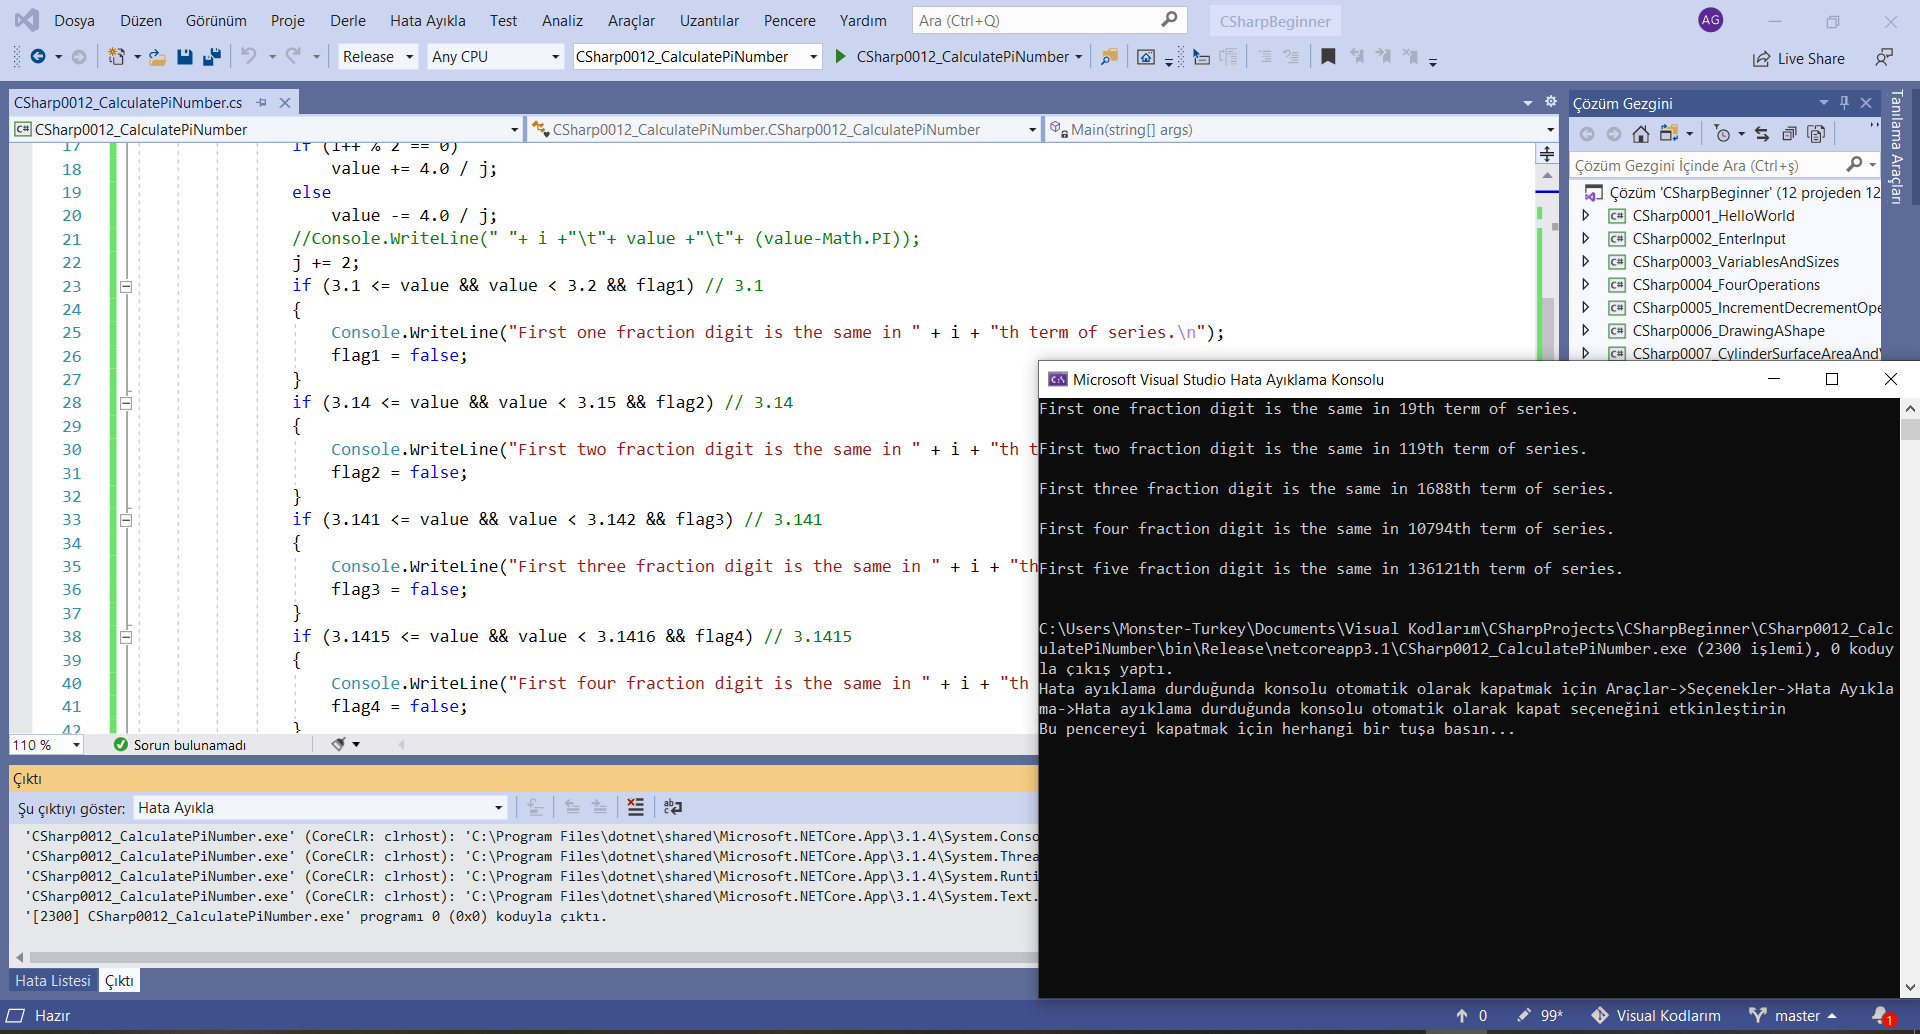 Dosya Düzen Görünüm Proje Derle Hata Ayıkla Test Analiz Araçlar Uzantılar Pencere Yardım Ara (Ctrl+Q) CSharpBeginner AG
Release Any CPU CSharp0012_CalculatePiNumber CSharp0012_CalculatePiNumber Live Share
CSharp0012_CalculatePiNumber.cs
C# CSharp0012_CalculatePiNumber CSharp0012_CalculatePiNumber.CSharp0012_CalculatePiNumber Main(string[] args)
17 if (i++ % 2 == 0)
18 value += 4.0 / j;
19 else
20 value -= 4.0 / j;
21 //Console.WriteLine(" "+ i +"\t"+ value +"\t"+ (value-Math.PI));
22 j += 2;
23 if (3.1 <= value && value < 3.2 && flag1) // 3.1
24 {
25 Console.WriteLine("First one fraction digit is the same in " + i + "th term of series.\n");
26 flag1 = false;
27 }
28 if (3.14 <= value && value < 3.15 && flag2) // 3.14
29 {
30 Console.WriteLine("First two fraction digit is the same in " + i + "th t
31 flag2 = false;
32 }
33 if (3.141 <= value && value < 3.142 && flag3) // 3.141
34 {
35 Console.WriteLine("First three fraction digit is the same in " + i + "th
36 flag3 = false;
37 }
38 if (3.1415 <= value && value < 3.1416 && flag4) // 3.1415
39 {
40 Console.WriteLine("First four fraction digit is the same in " + i + "th
41 flag4 = false;
42 }
110 % Sorun bulunamadı
Çıktı
Şu çıktıyı göster: Hata Ayıkla
'CSharp0012_CalculatePiNumber.exe' (CoreCLR: clrhost): 'C:\Program Files\dotnet\shared\Microsoft.NETCore.App\3.1.4\System.Conso
'CSharp0012_CalculatePiNumber.exe' (CoreCLR: clrhost): 'C:\Program Files\dotnet\shared\Microsoft.NETCore.App\3.1.4\System.Threa
'CSharp0012_CalculatePiNumber.exe' (CoreCLR: clrhost): 'C:\Program Files\dotnet\shared\Microsoft.NETCore.App\3.1.4\System.Runti
'CSharp0012_CalculatePiNumber.exe' (CoreCLR: clrhost): 'C:\Program Files\dotnet\shared\Microsoft.NETCore.App\3.1.4\System.Text.
'[2300] CSharp0012_CalculatePiNumber.exe' programı 0 (0x0) koduyla çıktı.
Hata Listesi Çıktı
Çözüm Gezgini
Çözüm Gezgini İçinde Ara (Ctrl+ş)
Çözüm 'CSharpBeginner' (12 projeden 12
C# CSharp0001_HelloWorld
C# CSharp0002_EnterInput
C# CSharp0003_VariablesAndSizes
C# CSharp0004_FourOperations
C# CSharp0005_IncrementDecrementOpe
C# CSharp0006_DrawingAShape
C# CSharp0007_CylinderSurfaceAreaAndV
Tanılama Araçları
C:\ Microsoft Visual Studio Hata Ayıklama Konsolu
First one fraction digit is the same in 19th term of series.
First two fraction digit is the same in 119th term of series.
First three fraction digit is the same in 1688th term of series.
First four fraction digit is the same in 10794th term of series.
First five fraction digit is the same in 136121th term of series.
C:\Users\Monster-Turkey\Documents\Visual Kodlarım\CSharpProjects\CSharpBeginner\CSharp0012_Calc
ulatePiNumber\bin\Release\netcoreapp3.1\CSharp0012_CalculatePiNumber.exe (2300 işlemi), 0 koduy
la çıkış yaptı.
Hata ayıklama durduğunda konsolu otomatik olarak kapatmak için Araçlar->Seçenekler->Hata Ayıkla
ma->Hata ayıklama durduğunda konsolu otomatik olarak kapat seçeneğini etkinleştirin
Bu pencereyi kapatmak için herhangi bir tuşa basın...
Hazır 0 99* Visual Kodlarım master 1